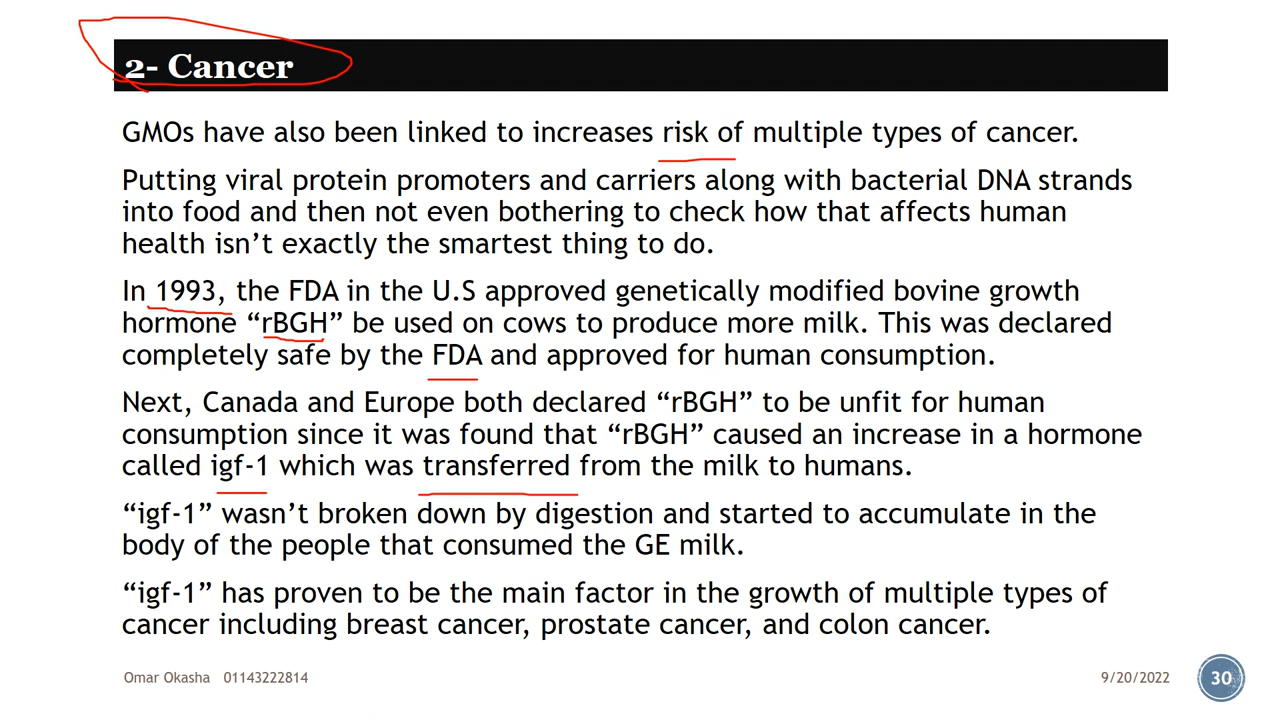 2- Cancer
GMOs have also been linked to increases risk of multiple types of cancer.
Putting viral protein promoters and carriers along with bacterial DNA strands
into food and then not even bothering to check how that affects human
health isn’t exactly the smartest thing to do.
In 1993, the FDA in the U.S approved genetically modified bovine growth
hormone “rBGH” be used on cows to produce more milk. This was declared
completely safe by the FDA and approved for human consumption.
Next, Canada and Europe both declared “rBGH” to be unfit for human
consumption since it was found that “rBGH” caused an increase in a hormone
called igf-1 which was transferred from the milk to humans.
“igf-1” wasn’t broken down by digestion and started to accumulate in the
body of the people that consumed the GE milk.
“igf-1” has proven to be the main factor in the growth of multiple types of
cancer including breast cancer, prostate cancer, and colon cancer.
Omar Okasha 01143222814
9/20/2022
30